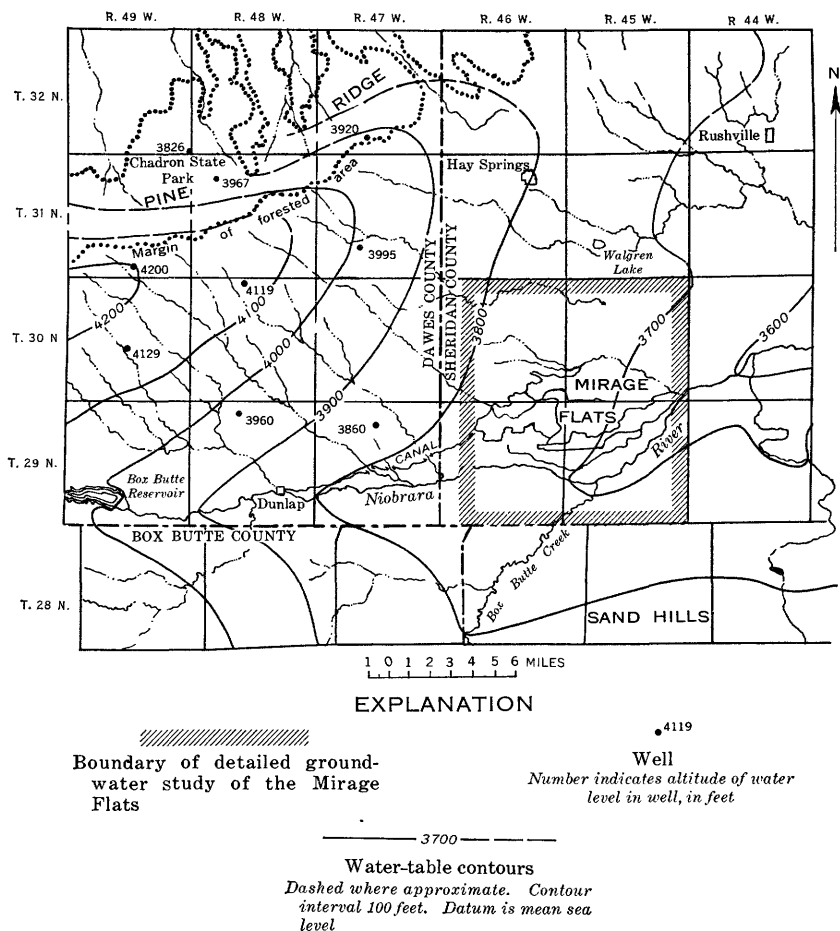 R. 49 W. R. 48 W. R. 47 W. R. 46 W. R. 45 W. R 44 W.
N
T. 32 N.
RIDGE
3920
3826
Rushville
Chadron State
Park
3967
Hay Springs
PINE
area
T. 31 N.
of forested
Margin
3995
Walgren
Lake
4200
4119
DAWES COUNTY
SHERIDAN COUNTY
4200
4100
3800
3700
3600
T. 30 N
4129
4000
MIRAGE
FLATS
3900
3960
3860
CANAL
River
T. 29 N.
Box Butte
Reservoir
Niobrara
Dunlap
BOX BUTTE COUNTY
Box Butte Creek
T. 28 N.
SAND HILLS
1 0 1 2 3 4 5 6 MILES
EXPLANATION
4119
Boundary of detailed ground-
water study of the Mirage
Flats
Well
Number indicates altitude of water
level in well, in feet
3700
Water-table contours
Dashed where approximate. Contour
interval 100 feet. Datum is mean sea
level